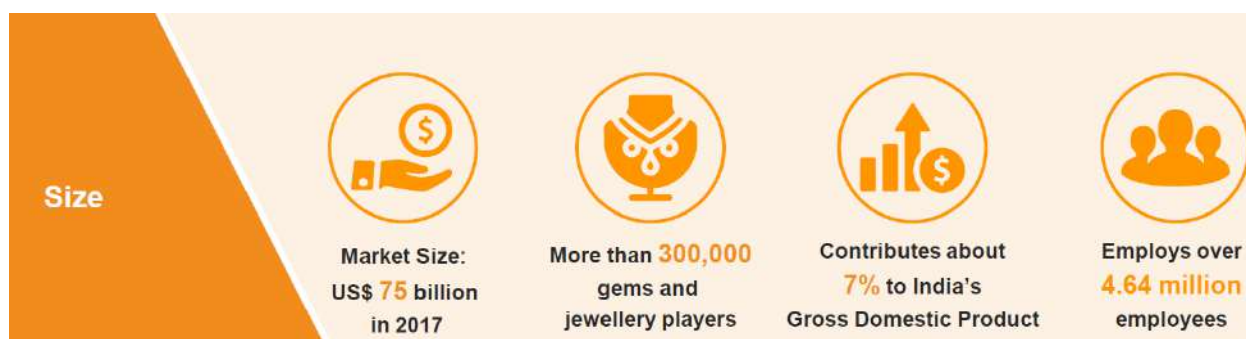 Size
Market Size:
US$ 75 billion
in 2017
More than 300,000
gems and
jewellery players
Contributes about
7% to India's
Gross Domestic Product
Employs over
4.64 million
employees